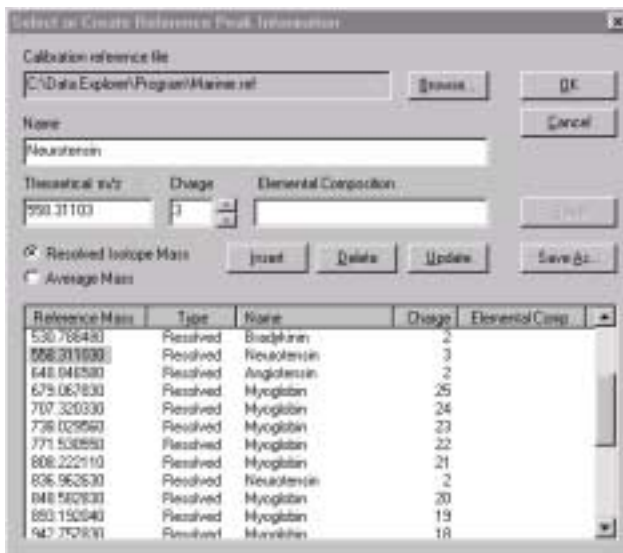 Select or Create Reference Peak Information
Calibration reference file
C:\Data Explorer\Program\Mariner.ref
Browse...
OK
Cancel
Name
Neurotensin
Theoretical m/z
Charge
Elemental Composition
558.31103
3
Resolved Isotope Mass
Average Mass
Insert
Delete
Update
Save As...
Reference Mass Type Name Charge Elemental Comp
530.788480 Resolved Bradykinin 2
558.311030 Resolved Neurotensin 3
Resolved Angiotensin 2
679.067830 Resolved Myoglobin 25
707.320330 Resolved Myoglobin 24
738.029560 Resolved Myoglobin 23
771.530550 Resolved Myoglobin 22
808.222110 Resolved Myoglobin 21
836.962630 Resolved Neurotensin 2
848.582830 Resolved Myoglobin 20
893.192040 Resolved Myoglobin 19
942.757830 Resolved Myoglobin 18